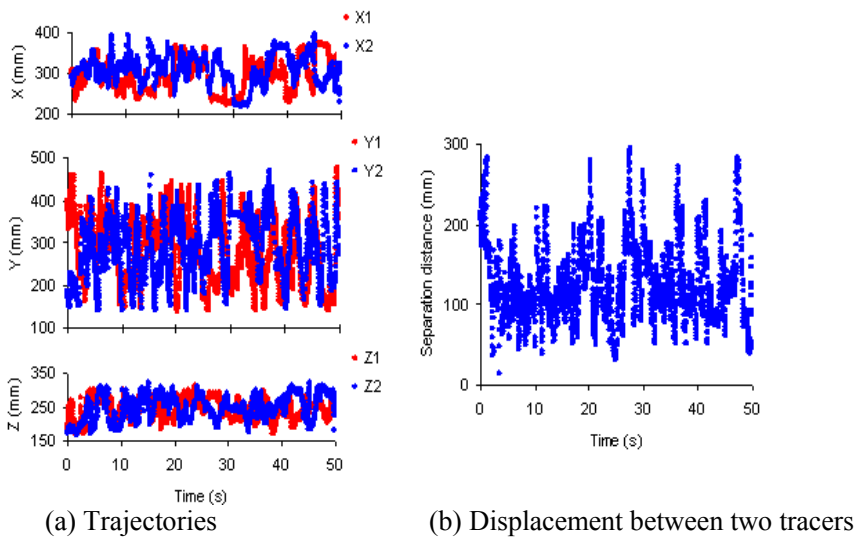 X1
X2
X (mm)
400
300
200
Y1
Y2
Y (mm)
500
400
300
200
100
Z1
Z2
Z (mm)
350
250
150
0 10 20 30 40 50
Time (s)
(a) Trajectories
Separation distance (mm)
300
200
100
0
0 10 20 30 40 50
Time (s)
(b) Displacement between two tracers